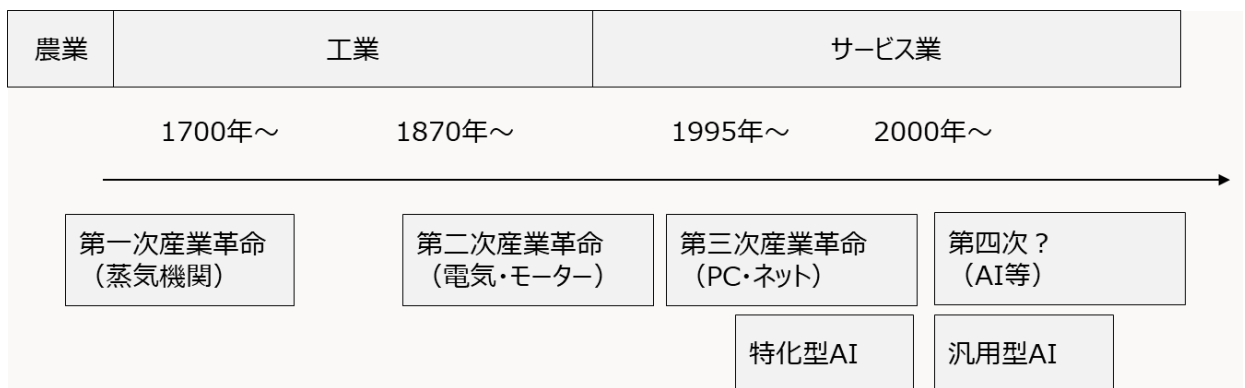 農業
工業
サービス業
1700年～
1870年～
1995年～
2000年～
第一次産業革命
（蒸気機関）
第二次産業革命
（電気・モーター）
第三次産業革命
（PC・ネット）
第四次？
（AI等）
特化型AI
汎用型AI